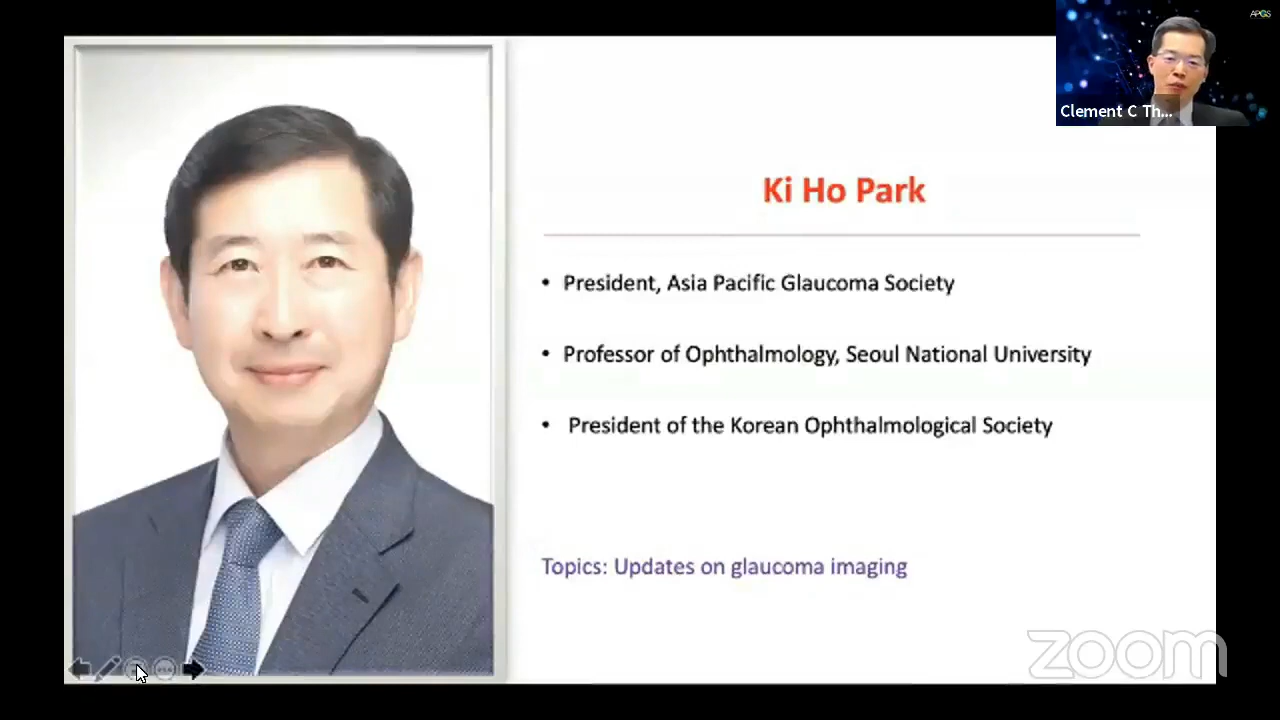 APGS
Clement C Th...
Ki Ho Park
• President, Asia Pacific Glaucoma Society
• Professor of Ophthalmology, Seoul National University
• President of the Korean Ophthalmological Society
Topics: Updates on glaucoma imaging
zoom